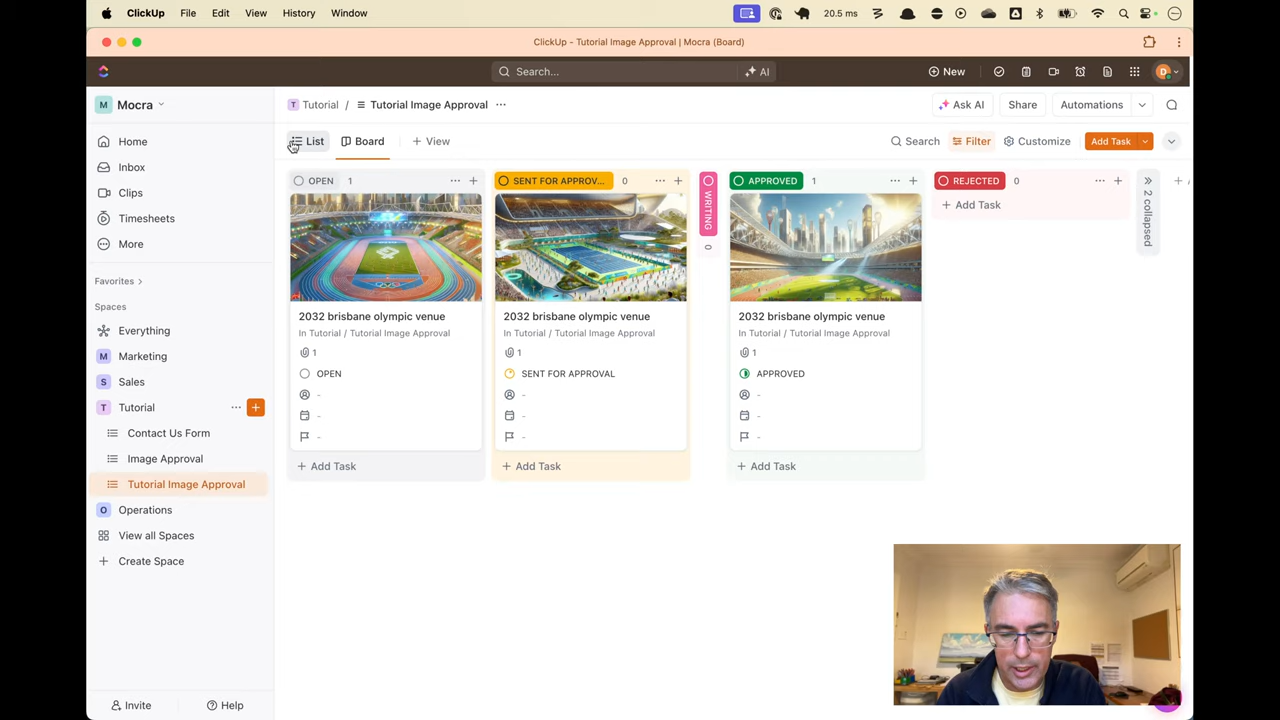 ClickUp File Edit View History Window 20.5 ms
ClickUp - Tutorial Image Approval | Mocra (Board)
Search... AI New D
M Mocra T Tutorial / Tutorial Image Approval ··· Ask AI Share Automations
Home List Board + View Search Filter Customize Add Task
Inbox
Clips
Timesheets
More
Favorites
Spaces
Everything
M Marketing
S Sales
T Tutorial ··· +
Contact Us Form
Image Approval
Tutorial Image Approval
O Operations
View all Spaces
+ Create Space
Invite Help
OPEN 1 ··· +
2032 brisbane olympic venue
In Tutorial / Tutorial Image Approval
1
OPEN
-
-
-
+ Add Task
SENT FOR APPROV... 0 ··· +
2032 brisbane olympic venue
In Tutorial / Tutorial Image Approval
1
SENT FOR APPROVAL
-
-
-
+ Add Task
WRITING 0
APPROVED 1 ··· +
2032 brisbane olympic venue
In Tutorial / Tutorial Image Approval
1
APPROVED
-
-
-
+ Add Task
REJECTED 0 ··· +
+ Add Task
2 collapsed